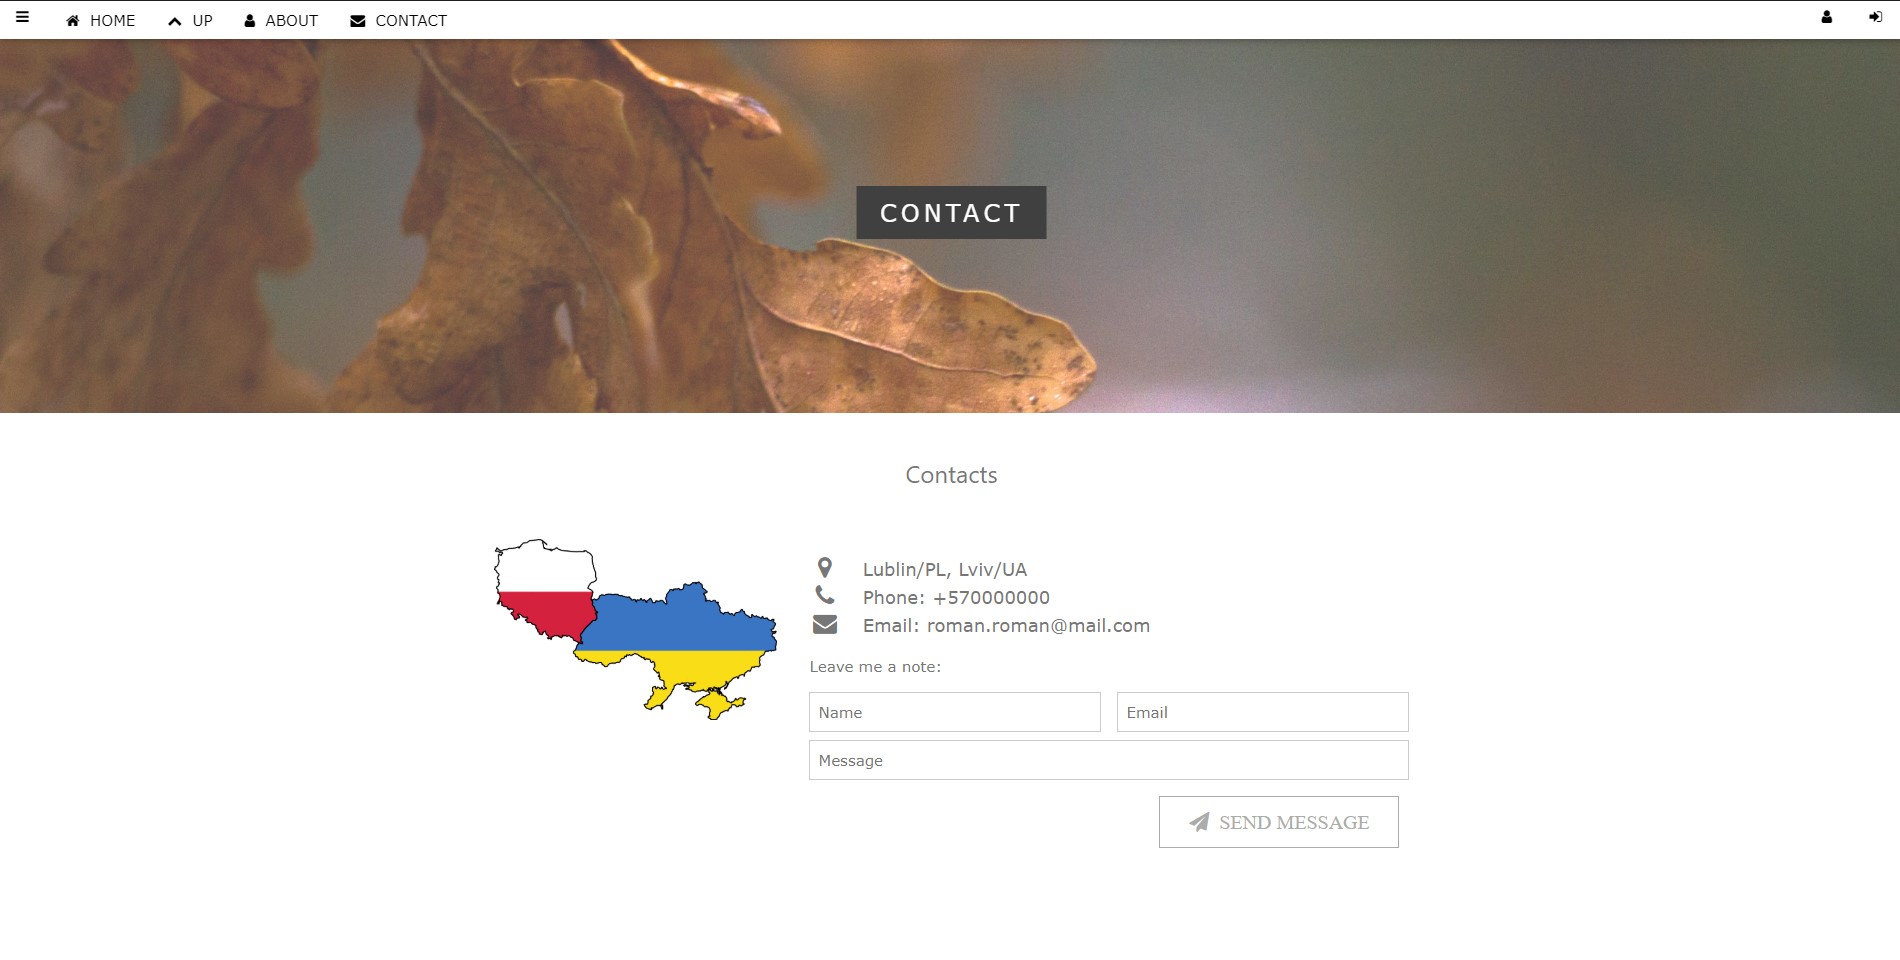 HOME UP ABOUT CONTACT
CONTACT
Contacts
Lublin/PL, Lviv/UA
Phone: +570000000
Email: roman.roman@mail.com
Leave me a note:
Name Email
Message
SEND MESSAGE